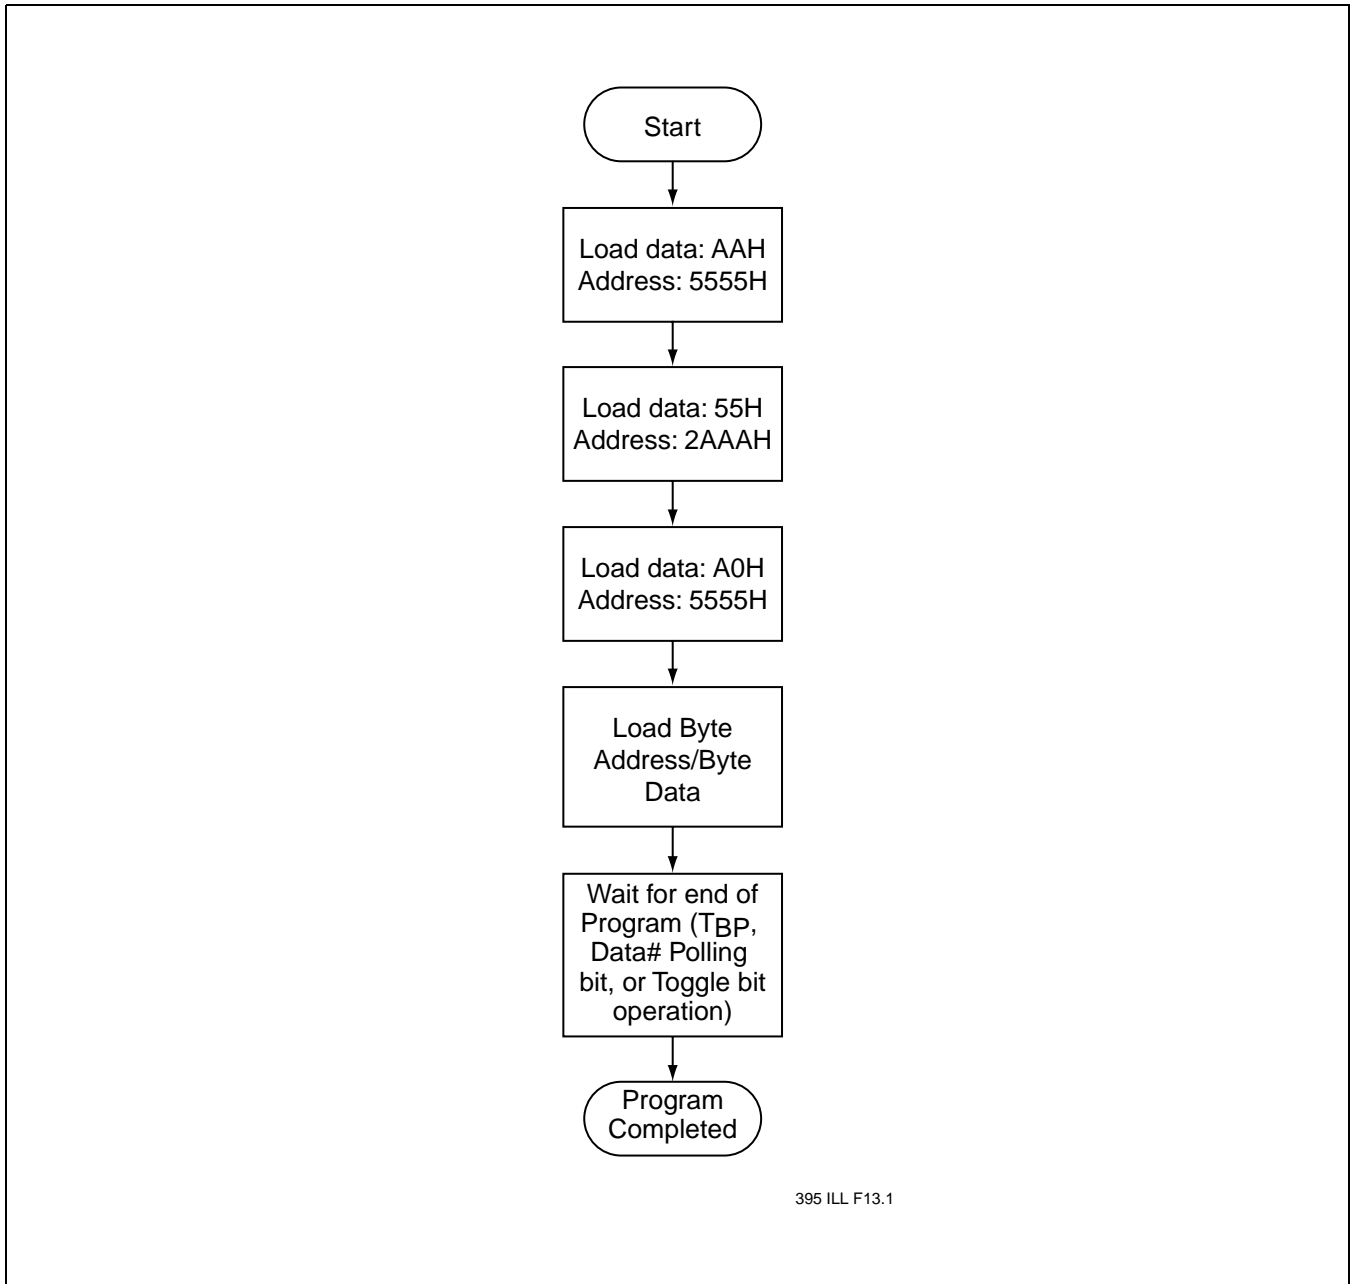 Start
Load data: AAH
Address: 5555H
Load data: 55H
Address: 2AAAH
Load data: A0H
Address: 5555H
Load Byte
Address/Byte
Data
Wait for end of
Program (TBP,
Data# Polling
bit, or Toggle bit
operation)
Program
Completed
395 ILL F13.1